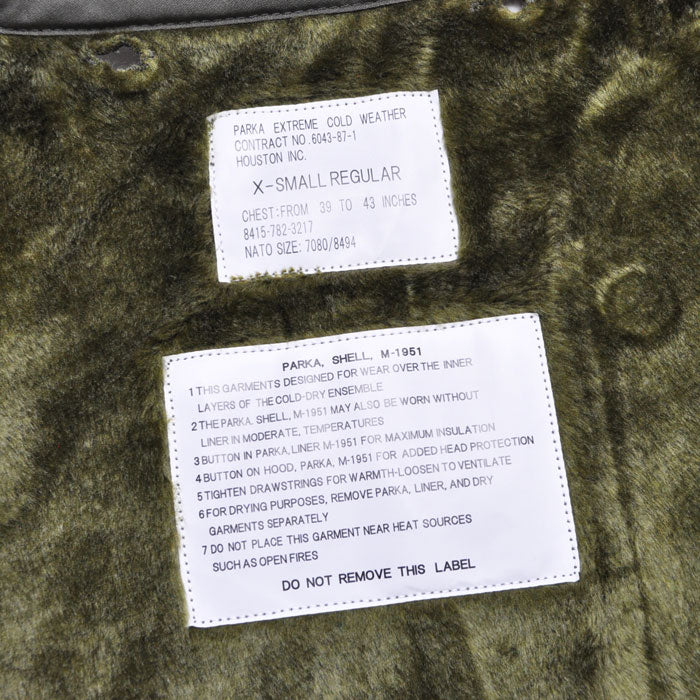 PARKA EXTREME COLD WEATHER
CONTRACT NO.6043-87-1
HOUSTON INC.
X-SMALL REGULAR
CHEST:FROM 39 TO 43 INCHES
8415-782-3217
NATO SIZE: 7080/8494
PARKA, SHELL, M-1951
1 THIS GARMENTS DESIGNED FOR WEAR OVER THE INNER
LAYERS OF THE COLD-DRY ENSEMBLE
2 THE PARKA, SHELL, M-1951 MAY ALSO BE WORN WITHOUT
LINER IN MODERATE, TEMPERATURES
3 BUTTON IN PARKA, LINER M-1951 FOR MAXIMUM INSULATION
4 BUTTON ON HOOD, PARKA, M-1951 FOR ADDED HEAD PROTECTION
5 TIGHTEN DRAWSTRINGS FOR WARMTH-LOOSEN TO VENTILATE
6 FOR DRYING PURPOSES, REMOVE PARKA, LINER, AND DRY
GARMENTS SEPARATELY
7 DO NOT PLACE THIS GARMENT NEAR HEAT SOURCES
SUCH AS OPEN FIRES
DO NOT REMOVE THIS LABEL